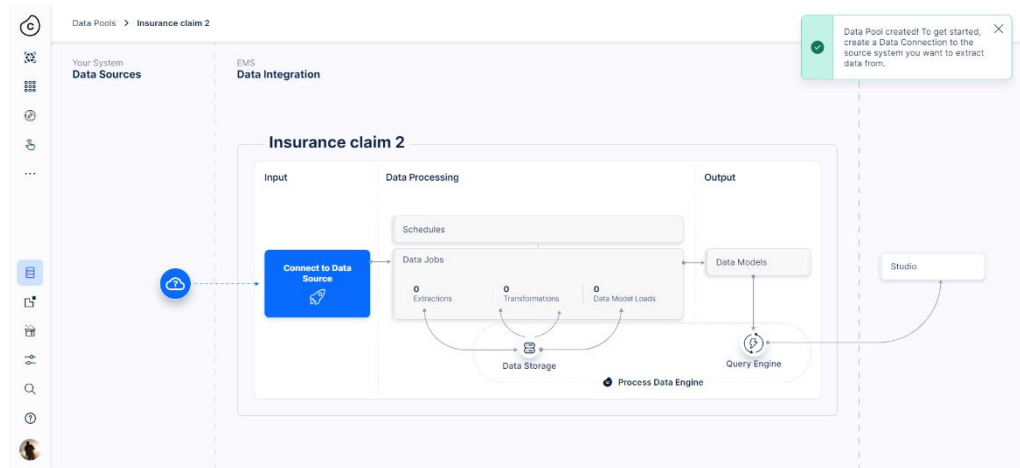 Data Pools > Insurance claim 2
Data Pool created! To get started,
create a Data Connection to the
source system you want to extract
data from.
Your System
Data Sources
EMS
Data Integration
Insurance claim 2
Input
Data Processing
Output
Schedules
Connect to Data
Source
Data Jobs
0
Extractions
0
Transformations
0
Data Model Loads
Data Models
Studio
Data Storage
Query Engine
Process Data Engine